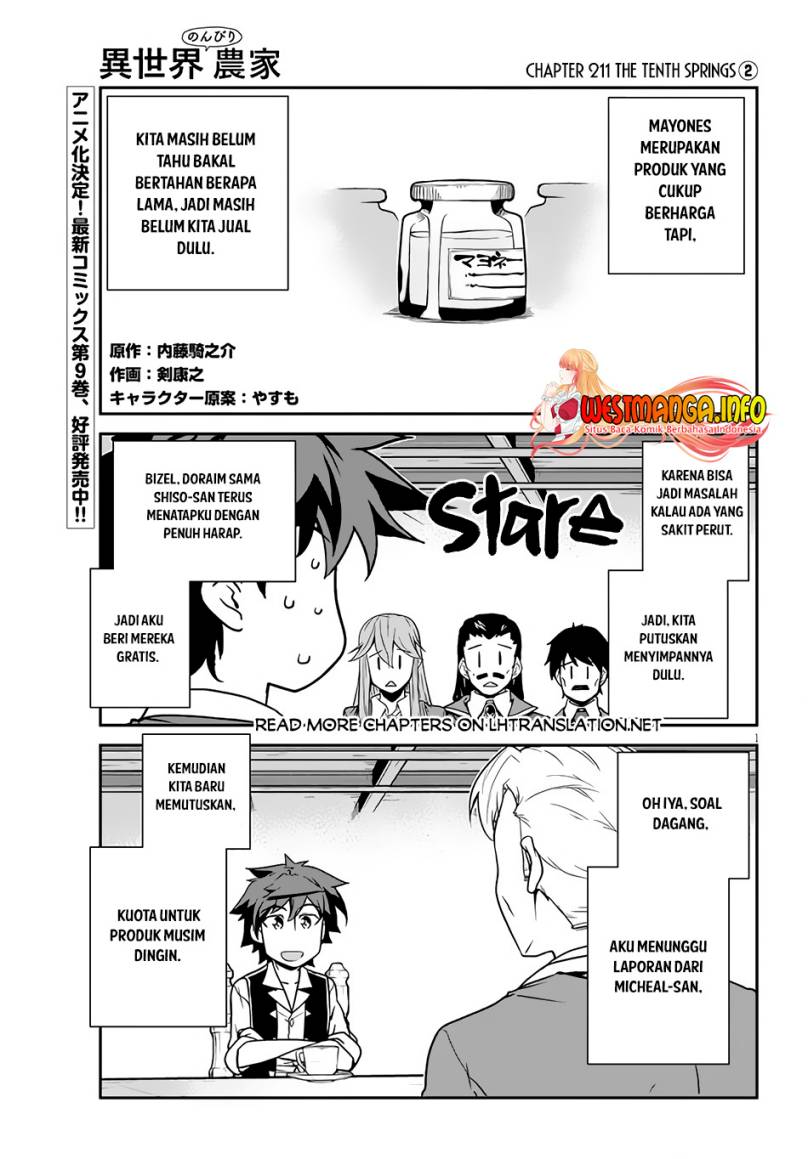 のんびり
異世界 農家
CHAPTER 211 THE TENTH SPRINGS ②
アニメ化決定!最新コミックス第9巻、好評発売中!!
MAYONES
MERUPAKAN
PRODUK YANG
CUKUP
BERHARGA
TAPI,
KITA MASIH BELUM
TAHU BAKAL
BERTAHAN BERAPA
LAMA, JADI MASIH
BELUM KITA JUAL
DULU.
マヨネー
原作：内藤騎之介
作画：剣康之
キャラクター原案：やすも
WESTMANGA.INFO
Situs Baca Komik Berbahasa Indonesia
KARENA BISA
JADI MASALAH
KALAU ADA YANG
SAKIT PERUT.
JADI, KITA
PUTUSKAN
MENYIMPANNYA
DULU.
stare
BIZEL, DORAIM SAMA
SHISO-SAN TERUS
MENATAPKU DENGAN
PENUH HARAP.
JADI AKU
BERI MEREKA
GRATIS.
READ MORE CHAPTERS ON LHTRANSLATION.NET
1
OH IYA, SOAL
DAGANG,
AKU MENUNGGU
LAPORAN DARI
MICHEAL-SAN,
KEMUDIAN
KITA BARU
MEMUTUSKAN,
KUOTA UNTUK
PRODUK MUSIM
DINGIN.